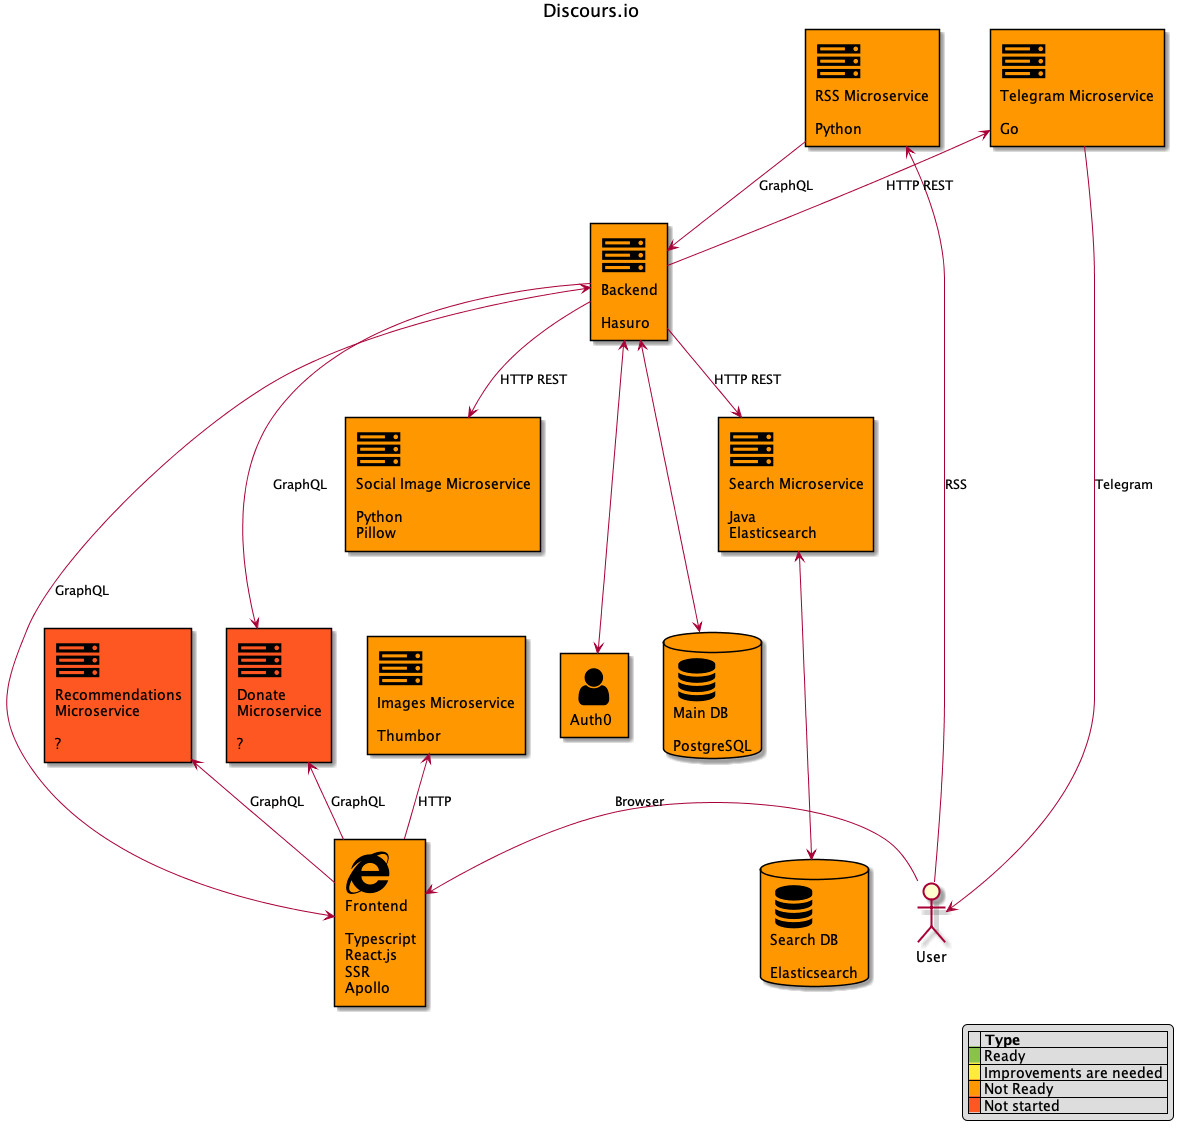 Discours.io
RSS Microservice
Python
Telegram Microservice
Go
GraphQL
HTTP REST
Backend
Hasuro
HTTP REST
HTTP REST
Social Image Microservice
Python
Pillow
Search Microservice
Java
Elasticsearch
GraphQL
RSS
Telegram
GraphQL
Recommendations
Microservice
?
Donate
Microservice
?
Images Microservice
Thumbor
Auth0
Main DB
PostgreSQL
GraphQL
GraphQL
HTTP
Browser
Frontend
Typescript
React.js
SSR
Apollo
Search DB
Elasticsearch
User
Type
Ready
Improvements are needed
Not Ready
Not started